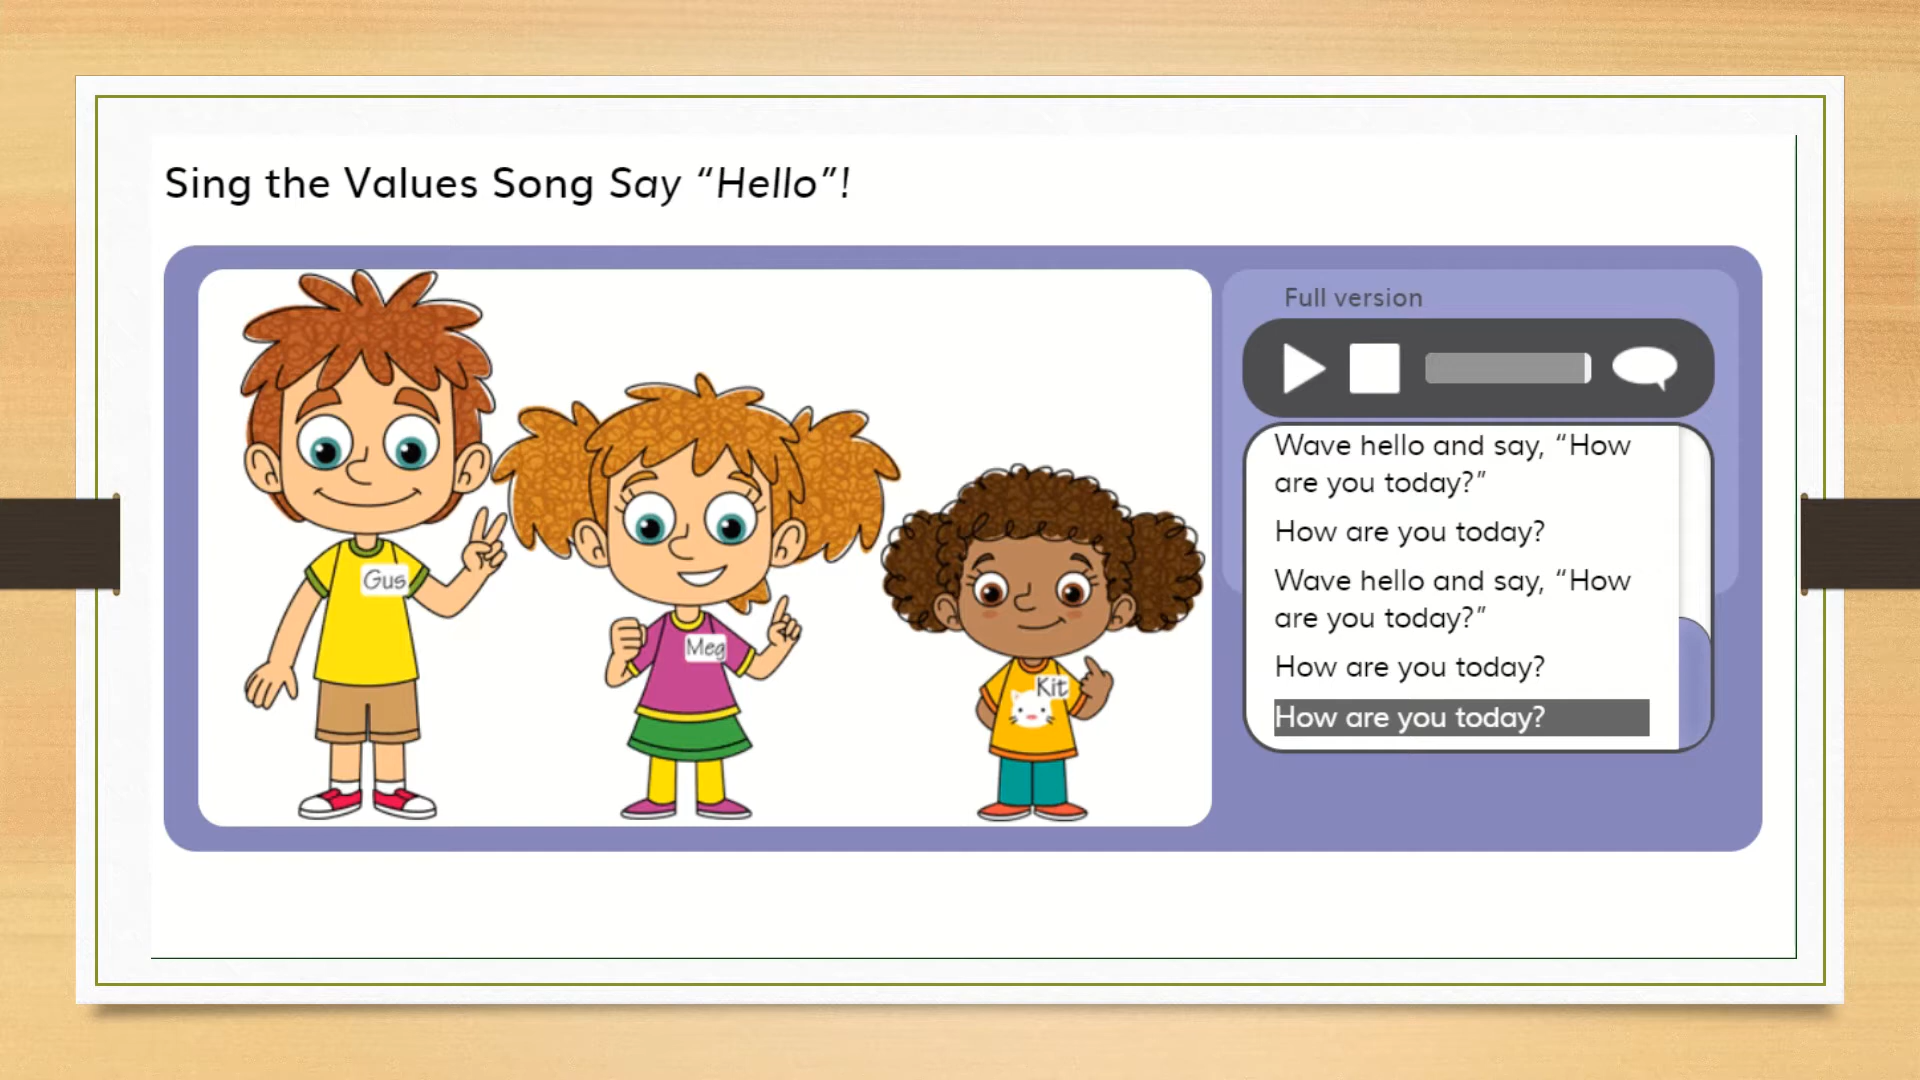 Sing the Values Song Say “Hello”!
Full version
Gus
Meg
Kit
Wave hello and say, “How
are you today?”
How are you today?
Wave hello and say, “How
are you today?”
How are you today?
How are you today?